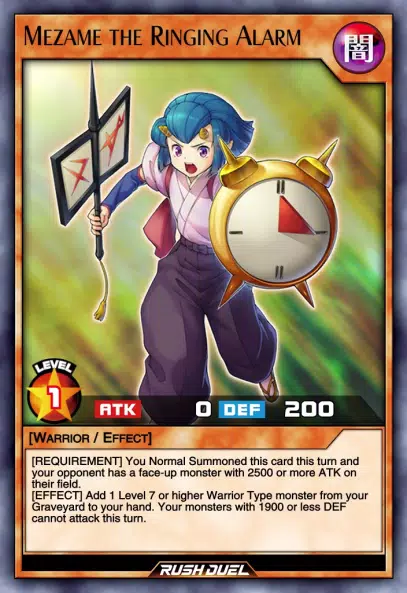 Mezame the Ringing Alarm
闇
LEVEL
1
ATK 0 DEF 200
[Warrior / Effect]
[REQUIREMENT] You Normal Summoned this card this turn and
your opponent has a face-up monster with 2500 or more ATK on
their field.
[EFFECT] Add 1 Level 7 or higher Warrior Type monster from your
Graveyard to your hand. Your monsters with 1900 or less DEF
cannot attack this turn.
RUSH DUEL